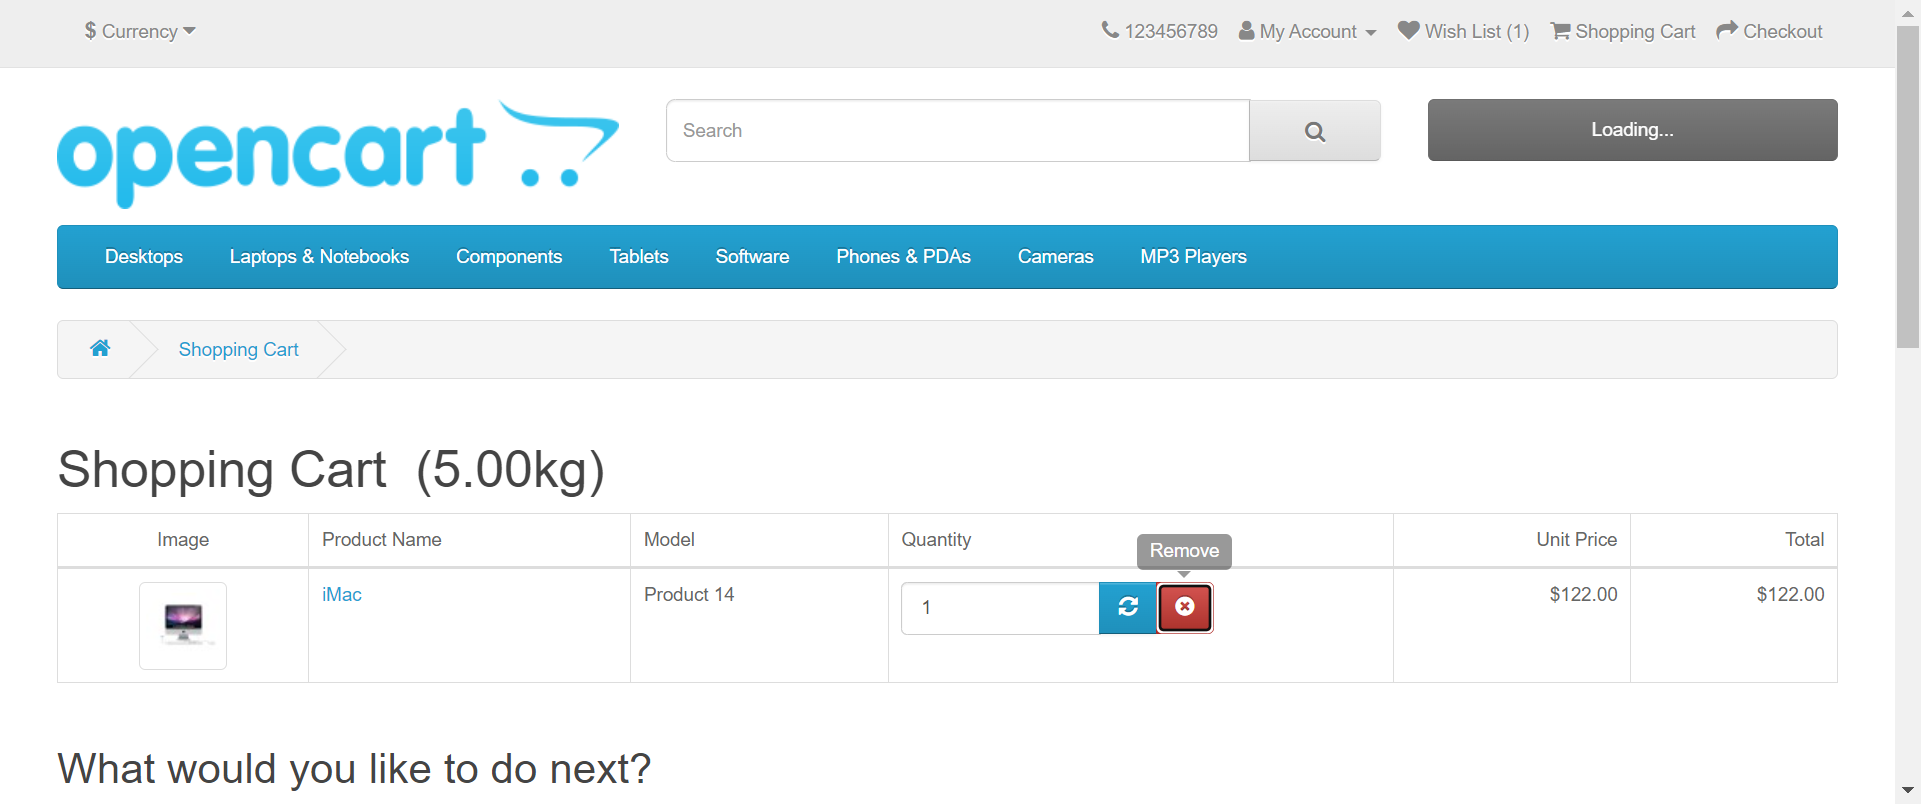 $ Currency
123456789 My Account Wish List (1) Shopping Cart Checkout
opencart
Search
Loading...
Desktops Laptops & Notebooks Components Tablets Software Phones & PDAs Cameras MP3 Players
Shopping Cart
Shopping Cart (5.00kg)
Image Product Name Model Quantity Unit Price Total
Remove
iMac Product 14 1 $122.00 $122.00
What would you like to do next?